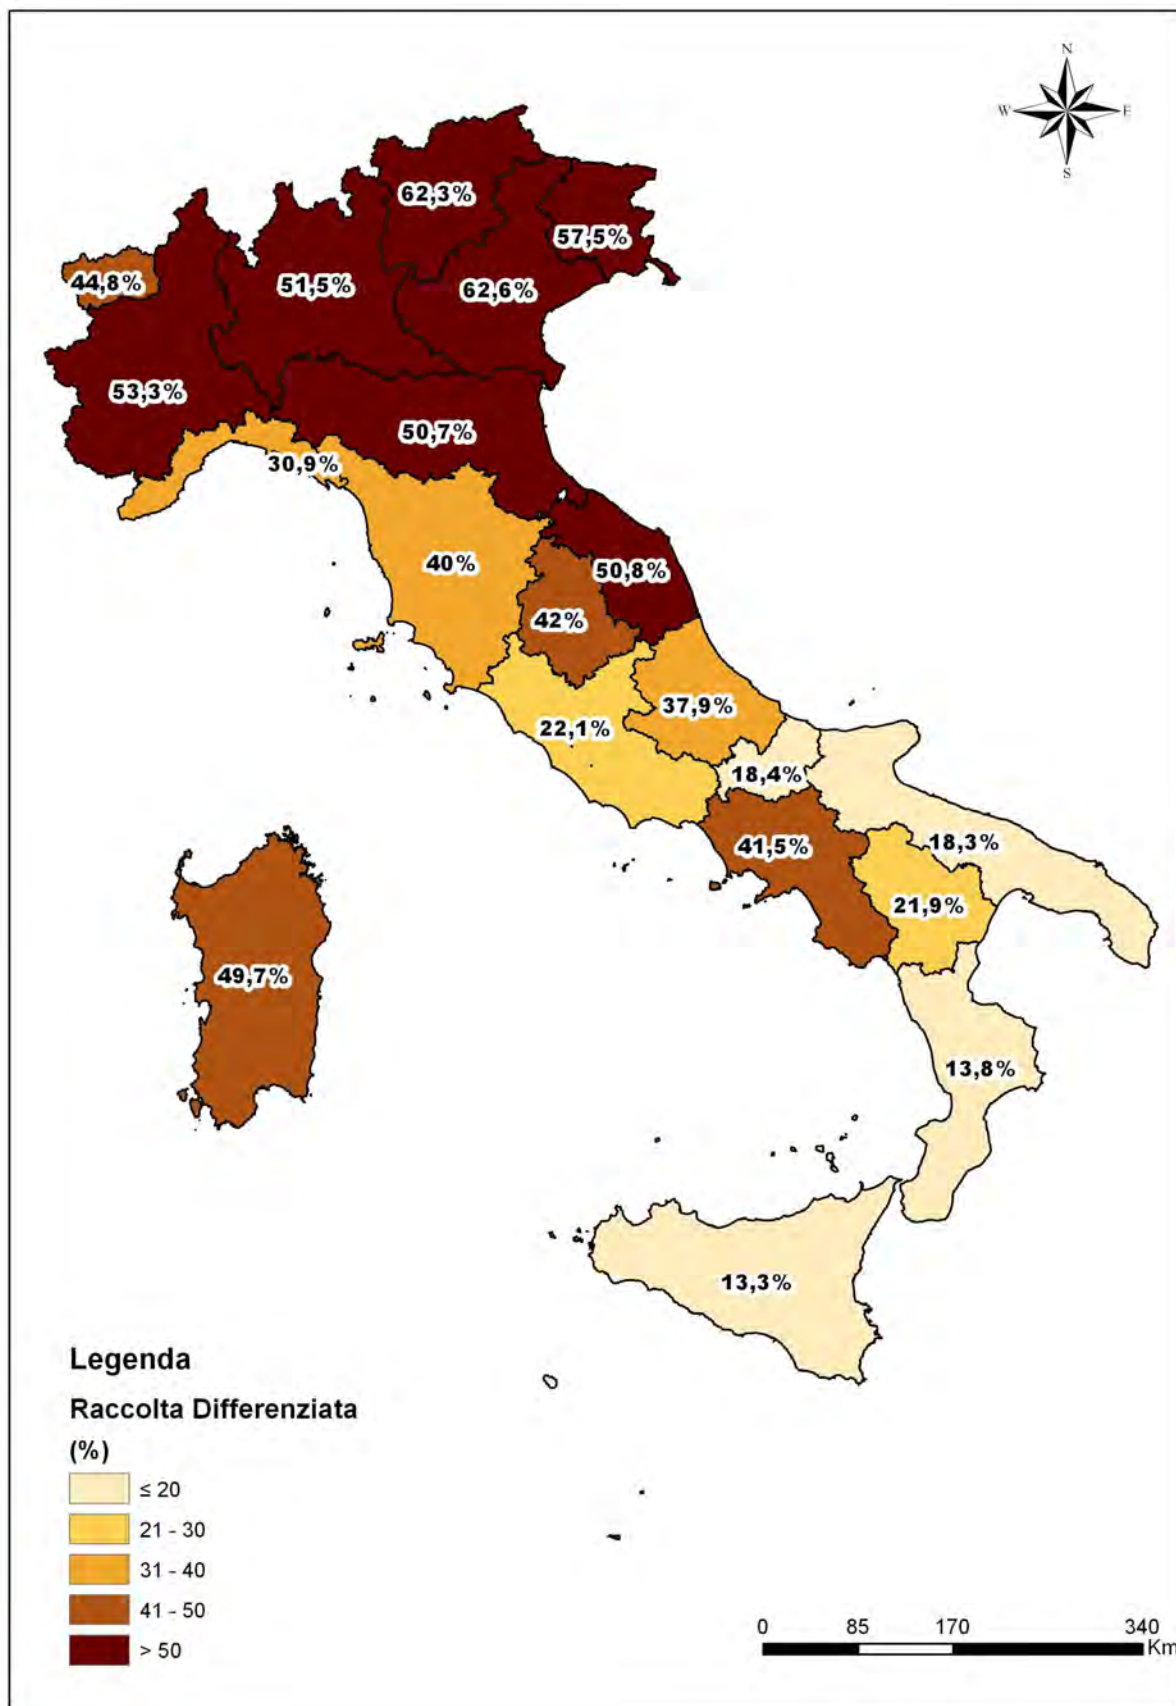 N
W E
S
62,3%
57,5%
44,8%
51,5%
62,6%
53,3%
50,7%
30,9%
40%
50,8%
42%
37,9%
22,1%
18,4%
41,5%
18,3%
21,9%
49,7%
13,8%
13,3%
Legenda
Raccolta Differenziata
(%)
≤ 20
21 - 30
31 - 40
41 - 50
> 50
0 85 170 340
Km